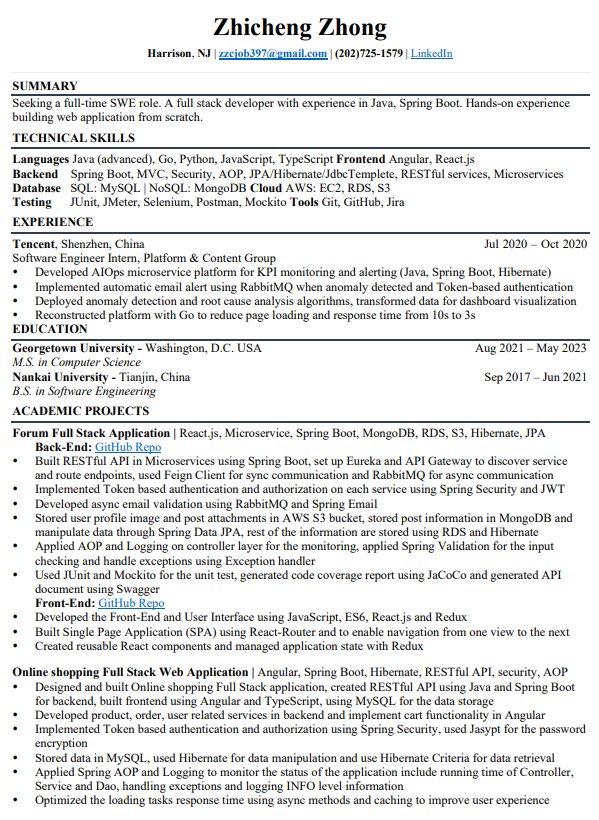 Zhicheng Zhong
Harrison, NJ | zzcjob397@gmail.com | (202)725-1579 | LinkedIn
SUMMARY
Seeking a full-time SWE role. A full stack developer with experience in Java, Spring Boot. Hands-on experience
building web application from scratch.
TECHNICAL SKILLS
Languages Java (advanced), Go, Python, JavaScript, TypeScript Frontend Angular, React.js
Backend Spring Boot, MVC, Security, AOP, JPA/Hibernate/JdbcTemplete, RESTful services, Microservices
Database SQL: MySQL | NoSQL: MongoDB Cloud AWS: EC2, RDS, S3
Testing JUnit, JMeter, Selenium, Postman, Mockito Tools Git, GitHub, Jira
EXPERIENCE
Tencent, Shenzhen, China Jul 2020 – Oct 2020
Software Engineer Intern, Platform & Content Group
• Developed AIOps microservice platform for KPI monitoring and alerting (Java, Spring Boot, Hibernate)
• Implemented automatic email alert using RabbitMQ when anomaly detected and Token-based authentication
• Deployed anomaly detection and root cause analysis algorithms, transformed data for dashboard visualization
• Reconstructed platform with Go to reduce page loading and response time from 10s to 3s
EDUCATION
Georgetown University - Washington, D.C. USA Aug 2021 – May 2023
M.S. in Computer Science
Nankai University - Tianjin, China Sep 2017 – Jun 2021
B.S. in Software Engineering
ACADEMIC PROJECTS
Forum Full Stack Application | React.js, Microservice, Spring Boot, MongoDB, RDS, S3, Hibernate, JPA
Back-End: GitHub Repo
• Built RESTful API in Microservices using Spring Boot, set up Eureka and API Gateway to discover service
and route endpoints, used Feign Client for sync communication and RabbitMQ for async communication
• Implemented Token based authentication and authorization on each service using Spring Security and JWT
• Developed async email validation using RabbitMQ and Spring Email
• Stored user profile image and post attachments in AWS S3 bucket, stored post information in MongoDB and
manipulate data through Spring Data JPA, rest of the information are stored using RDS and Hibernate
• Applied AOP and Logging on controller layer for the monitoring, applied Spring Validation for the input
checking and handle exceptions using Exception handler
• Used JUnit and Mockito for the unit test, generated code coverage report using JaCoCo and generated API
document using Swagger
Front-End: GitHub Repo
• Developed the Front-End and User Interface using JavaScript, ES6, React.js and Redux
• Built Single Page Application (SPA) using React-Router and to enable navigation from one view to the next
• Created reusable React components and managed application state with Redux
Online shopping Full Stack Web Application | Angular, Spring Boot, Hibernate, RESTful API, security, AOP
• Designed and built Online shopping Full Stack application, created RESTful API using Java and Spring Boot
for backend, built frontend using Angular and TypeScript, using MySQL for the data storage
• Developed product, order, user related services in backend and implement cart functionality in Angular
• Implemented Token based authentication and authorization using Spring Security, used Jasypt for the password
encryption
• Stored data in MySQL, used Hibernate for data manipulation and use Hibernate Criteria for data retrieval
• Applied Spring AOP and Logging to monitor the status of the application include running time of Controller,
Service and Dao, handling exceptions and logging INFO level information
• Optimized the loading tasks response time using async methods and caching to improve user experience